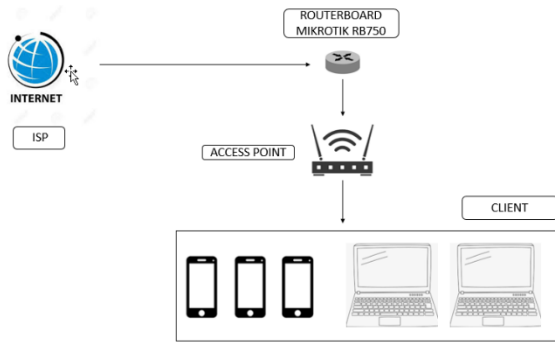 ROUTERBOARD
MIKROTIK RB750
INTERNET
ISP
ACCESS POINT
CLIENT